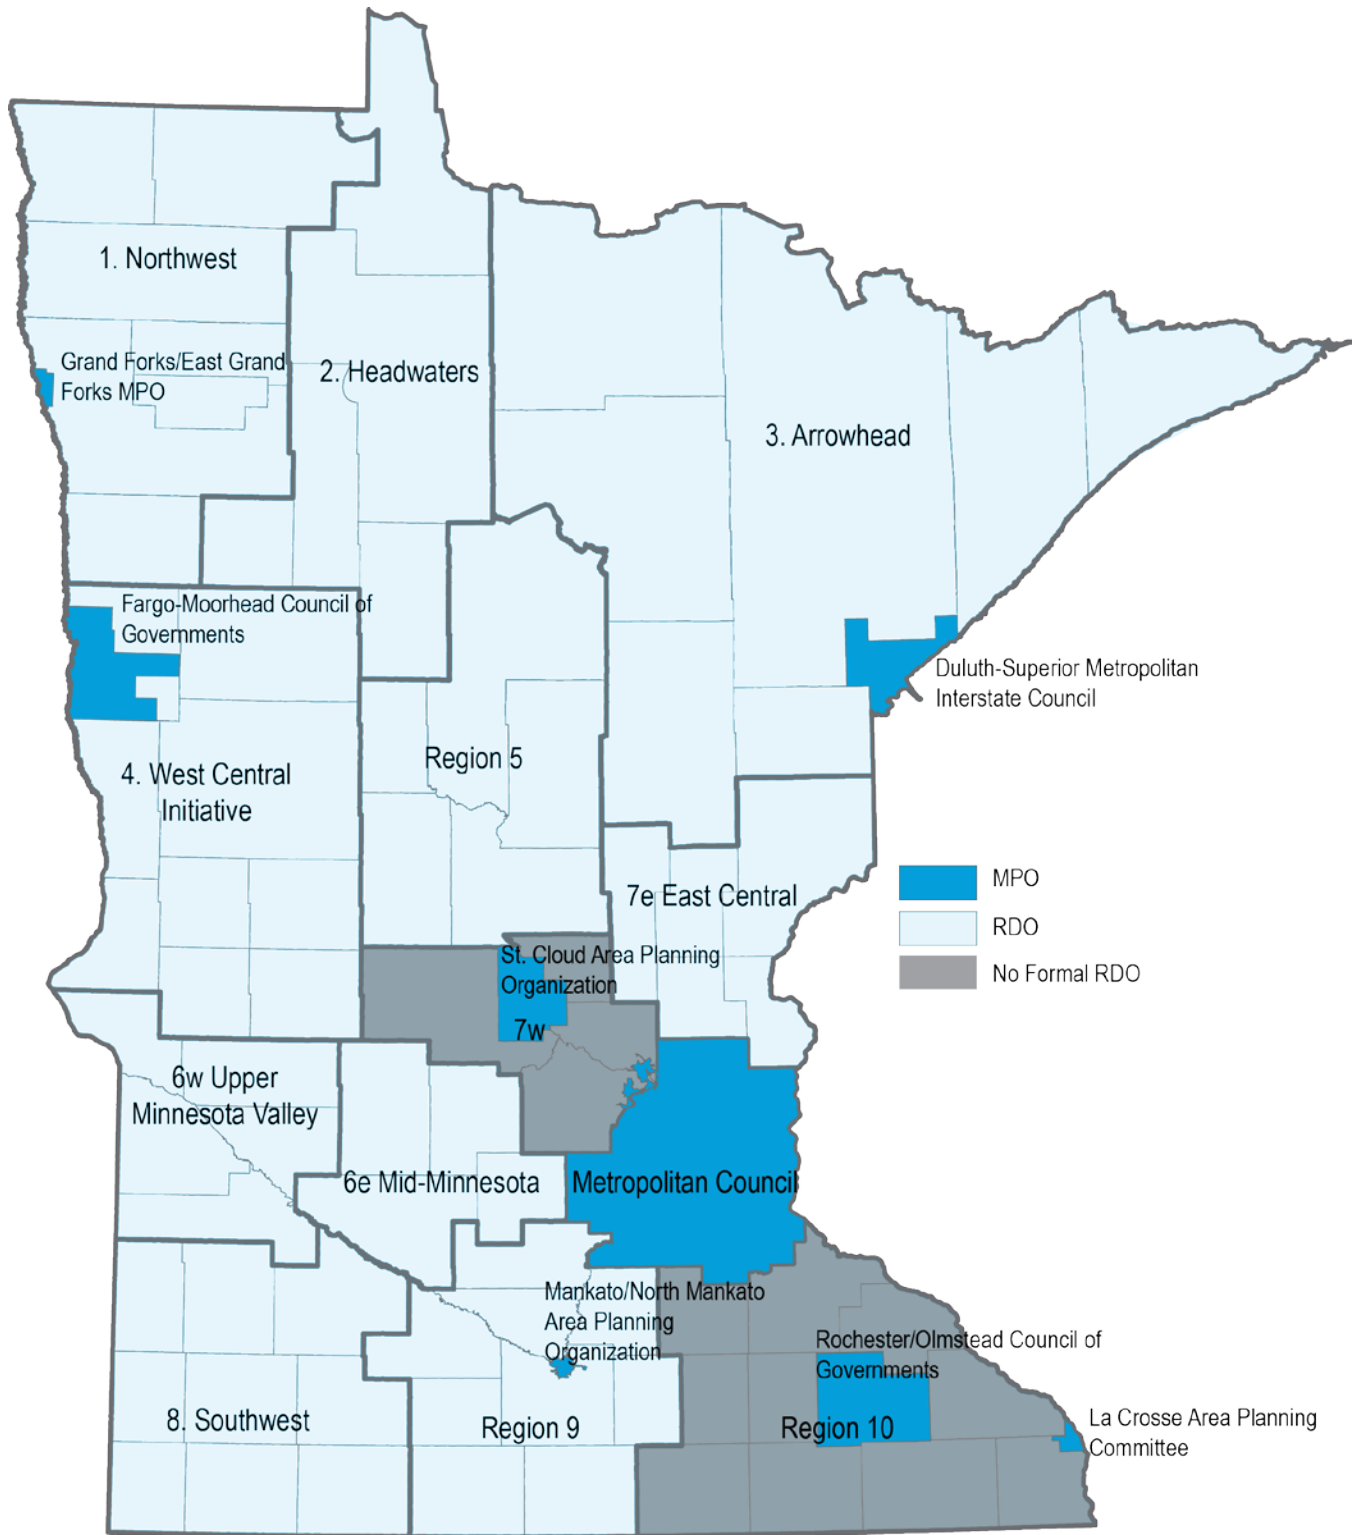 1. Northwest
Grand Forks/East Grand
Forks MPO
2. Headwaters
3. Arrowhead
Fargo-Moorhead Council of
Governments
Duluth-Superior Metropolitan
Interstate Council
Region 5
4. West Central
Initiative
7e East Central
MPO
RDO
No Formal RDO
St. Cloud Area Planning
Organization
7w
6w Upper
Minnesota Valley
6e Mid-Minnesota
Metropolitan Council
Mankato/North Mankato
Area Planning
Organization
Rochester/Olmstead Council of
Governments
8. Southwest
Region 9
Region 10
La Crosse Area Planning
Committee